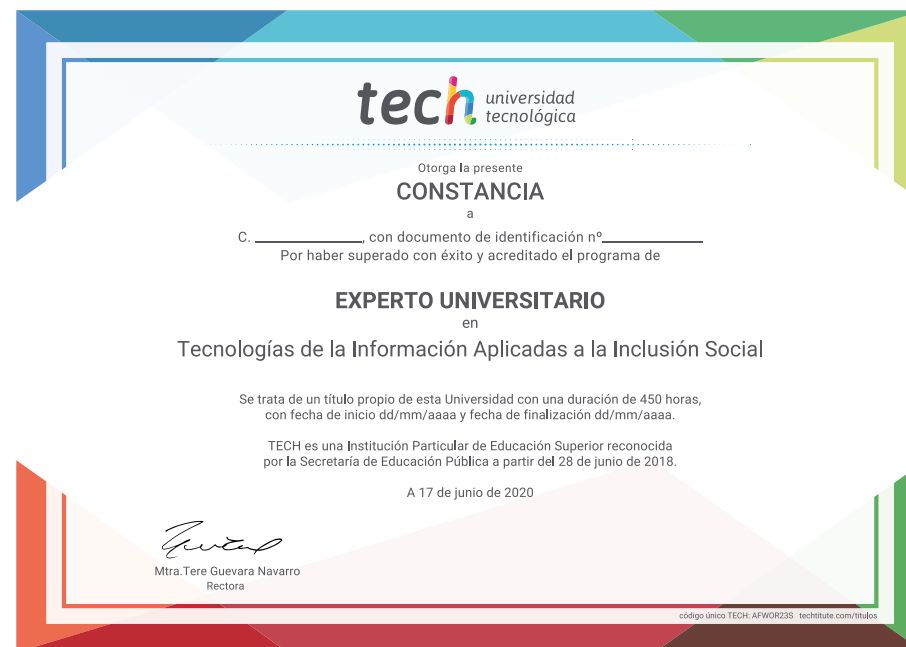 tech universidad
tecnológica
Otorga la presente
CONSTANCIA
a
C. ____________, con documento de identificación nº____________
Por haber superado con éxito y acreditado el programa de
EXPERTO UNIVERSITARIO
en
Tecnologías de la Información Aplicadas a la Inclusión Social
Se trata de un título propio de esta Universidad con una duración de 450 horas,
con fecha de inicio dd/mm/aaaa y fecha de finalización dd/mm/aaaa.
TECH es una Institución Particular de Educación Superior reconocida
por la Secretaría de Educación Pública a partir del 28 de junio de 2018.
A 17 de junio de 2020
Mtra.Tere Guevara Navarro
Rectora
código único TECH: AFWOR23S techtitute.com/titulos